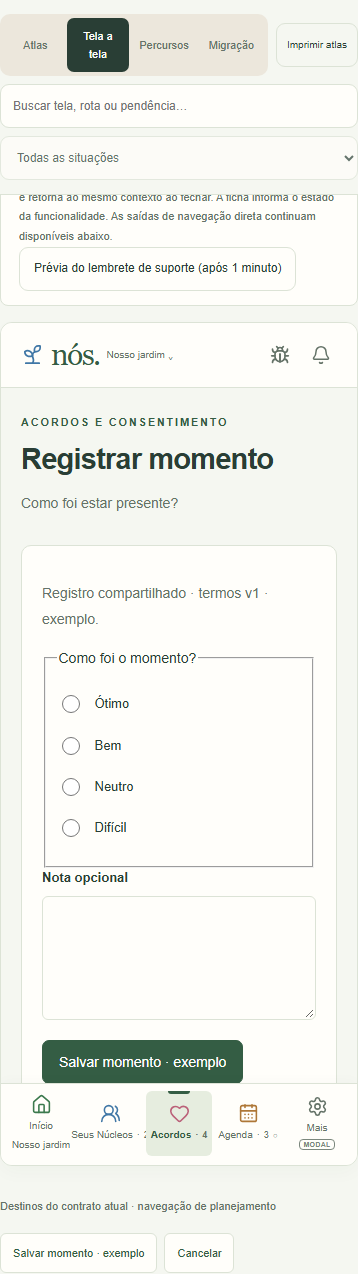 Atlas
Tela a
tela
Percursos
Migração
Imprimir atlas
Buscar tela, rota ou pendência...
Todas as situações
e retorna ao mesmo contexto ao fechar. A ficha informa o estado
da funcionalidade. As saídas de navegação direta continuam
disponíveis abaixo.
Prévia do lembrete de suporte (após 1 minuto)
nós.
Nosso jardim
ACORDOS E CONSENTIMENTO
Registrar momento
Como foi estar presente?
Registro compartilhado · termos v1 ·
exemplo.
Como foi o momento?
Ótimo
Bem
Neutro
Difícil
Nota opcional
Salvar momento · exemplo
Início
Nosso jardim
Seus Núcleos ·
Acordos · 4
Agenda · 3
Mais
MODAL
Destinos do contrato atual · navegação de planejamento
Salvar momento · exemplo
Cancelar